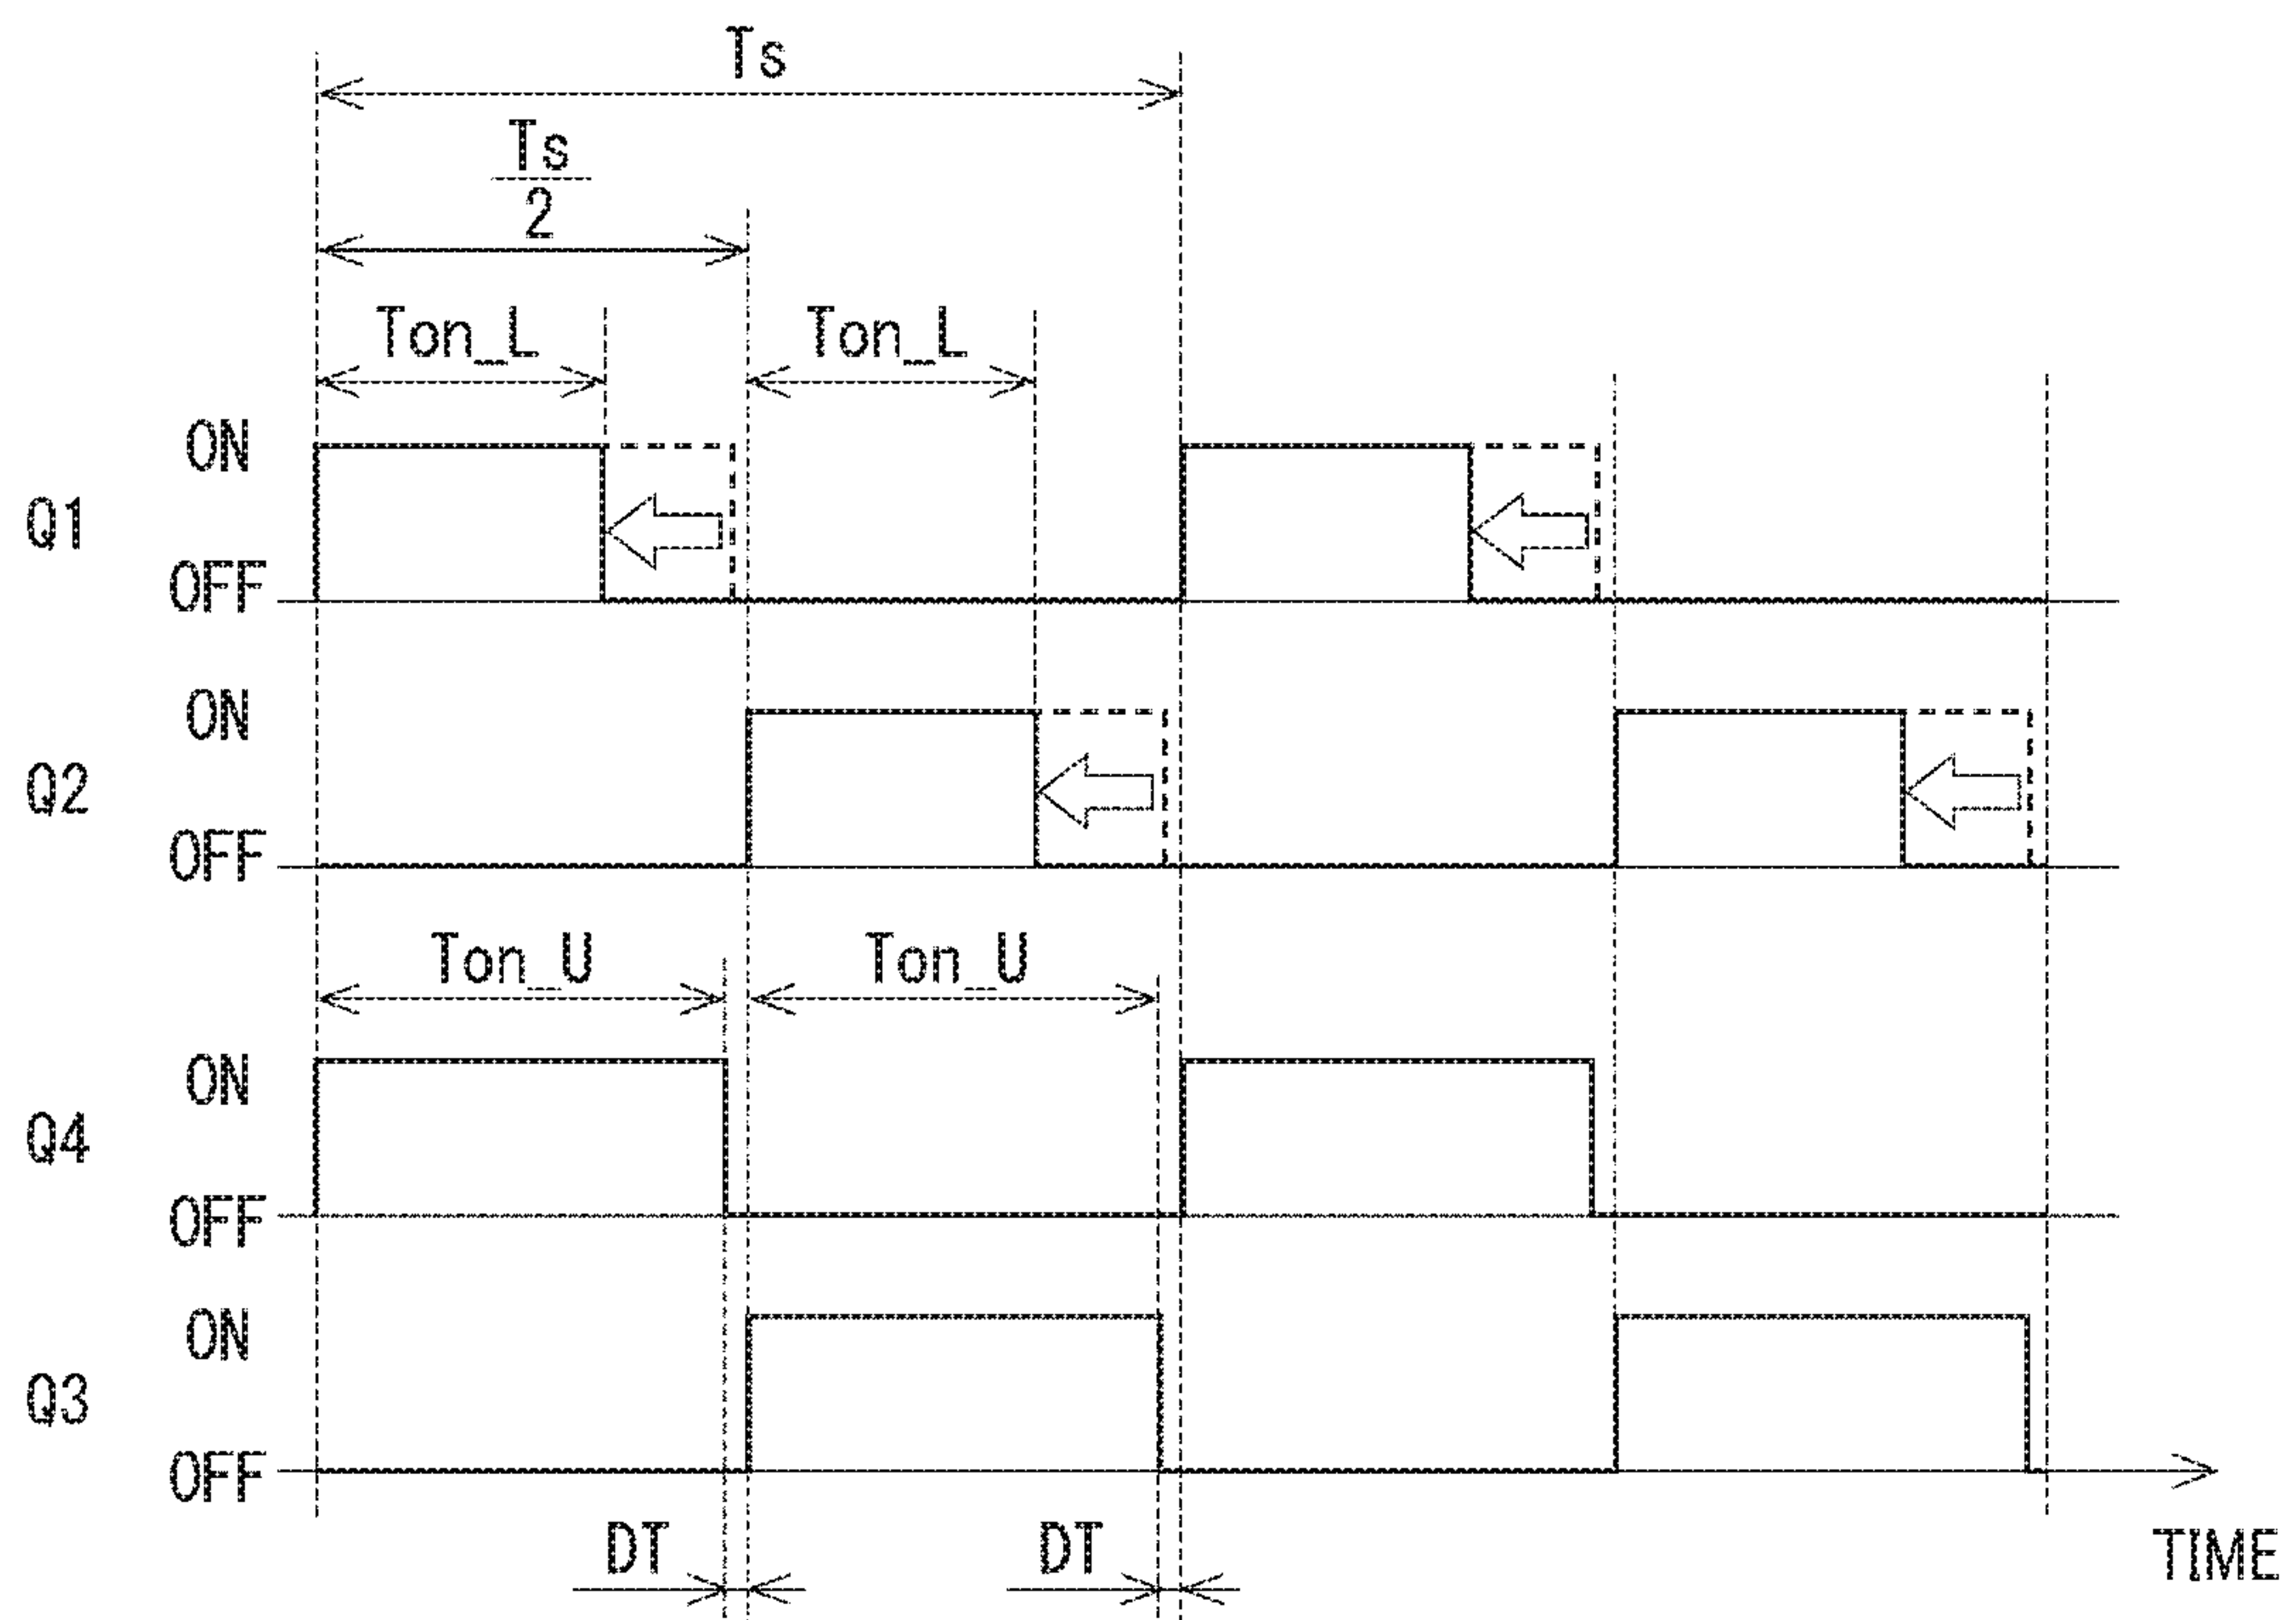 Ts
Ts
2
Ton_L Ton_L
ON
Q1
OFF
ON
Q2
OFF
Ton_U Ton_U
ON
Q4
OFF
ON
Q3
OFF
DT DT
TIME